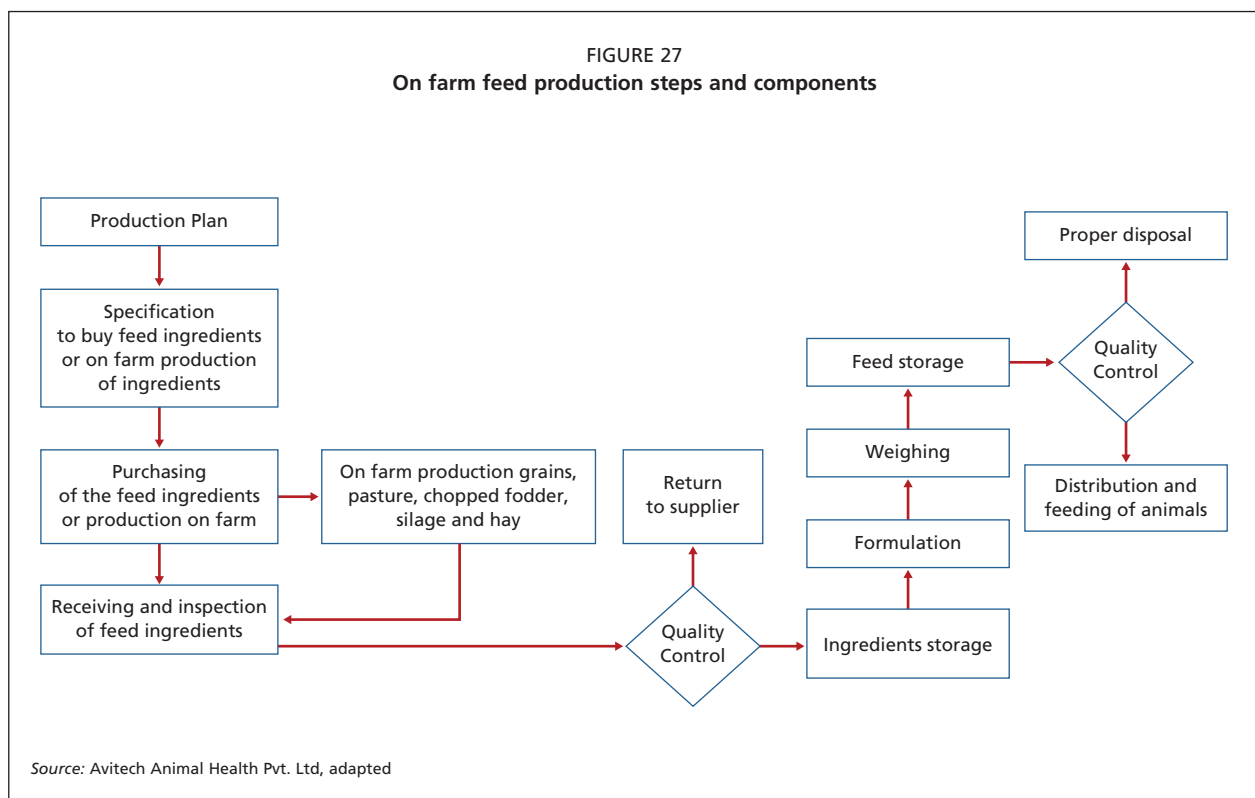 FIGURE 27
On farm feed production steps and components
Production Plan
Specification
to buy feed ingredients
or on farm production
of ingredients
Purchasing
of the feed ingredients
or production on farm
On farm production grains,
pasture, chopped fodder,
silage and hay
Receiving and inspection
of feed ingredients
Return
to supplier
Quality
Control
Ingredients storage
Formulation
Weighing
Feed storage
Quality
Control
Proper disposal
Distribution and
feeding of animals
Source: Avitech Animal Health Pvt. Ltd, adapted